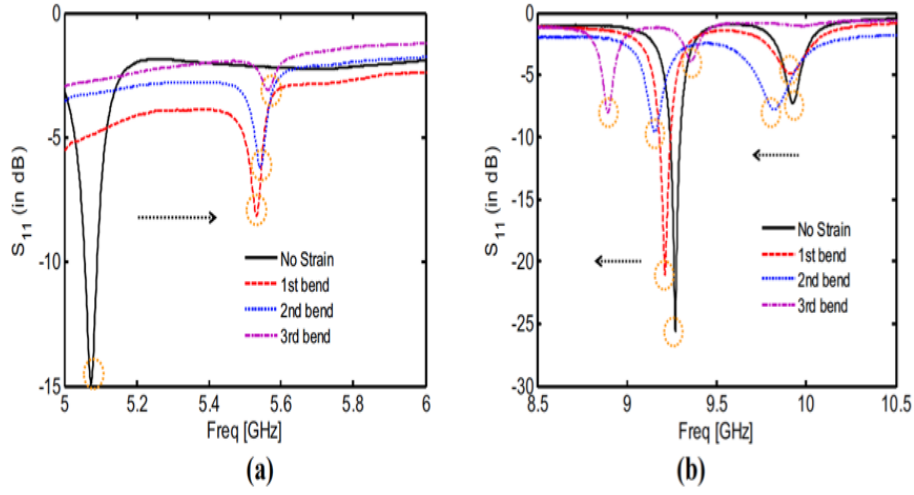 0
-5
-10
-15
S11 (in dB)
5
5.2
5.4
5.6
5.8
6
Freq [GHz]
No Strain
1st bend
2nd bend
3rd bend
(a)
0
-5
-10
-15
-20
-25
-30
S11 (in dB)
8.5
9
9.5
10
10.5
Freq [GHz]
No Strain
1st bend
2nd bend
3rd bend
(b)